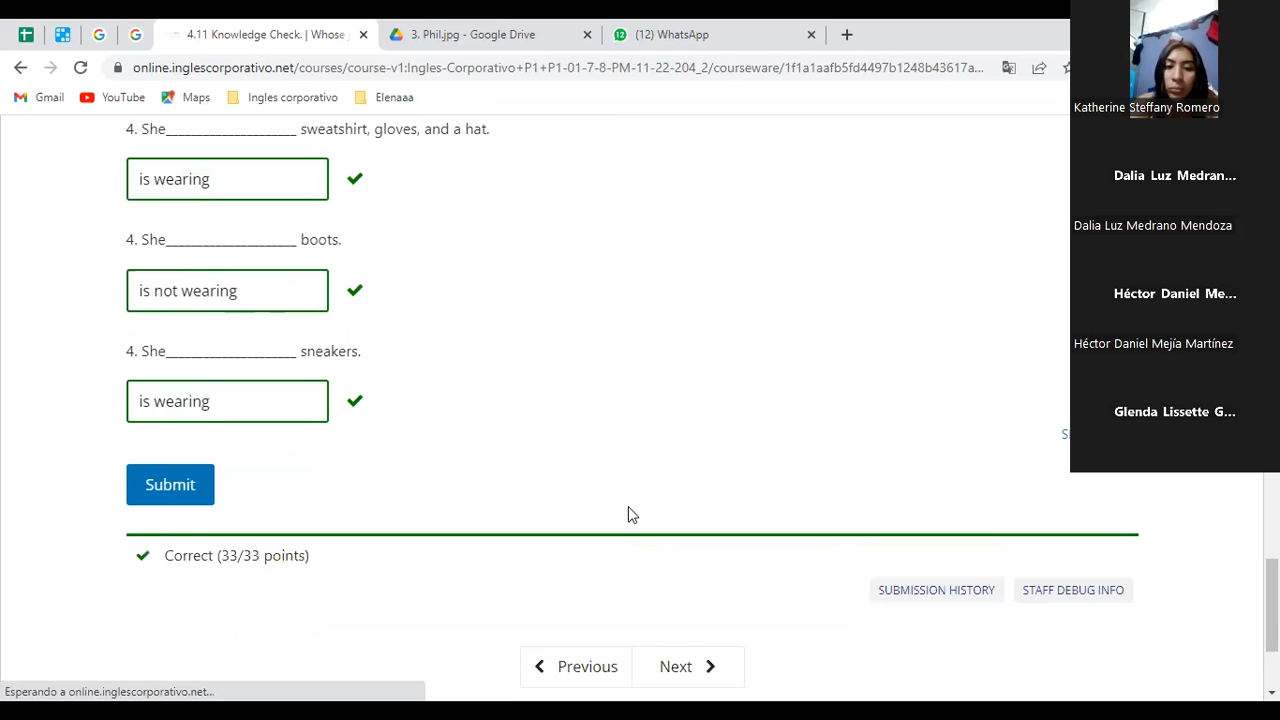 4.11 Knowledge Check. | Whose
3. Phil.jpg - Google Drive
(12) WhatsApp
online.inglescorporativo.net/courses/course-v1:Ingles-Corporativo+P1+P1-01-7-8-PM-11-22-204_2/courseware/1f1a1aafb5fd4497b1248b43617a...
Gmail
YouTube
Maps
Ingles corporativo
Elenaaa
4. She____________________ sweatshirt, gloves, and a hat.
is wearing
4. She____________________ boots.
is not wearing
4. She____________________ sneakers.
is wearing
Submit
Correct (33/33 points)
SUBMISSION HISTORY
STAFF DEBUG INFO
Previous
Next
Esperando a online.inglescorporativo.net...
Katherine Steffany Romero
Dalia Luz Medran...
Dalia Luz Medrano Mendoza
Héctor Daniel Me...
Héctor Daniel Mejía Martínez
Glenda Lissette G...